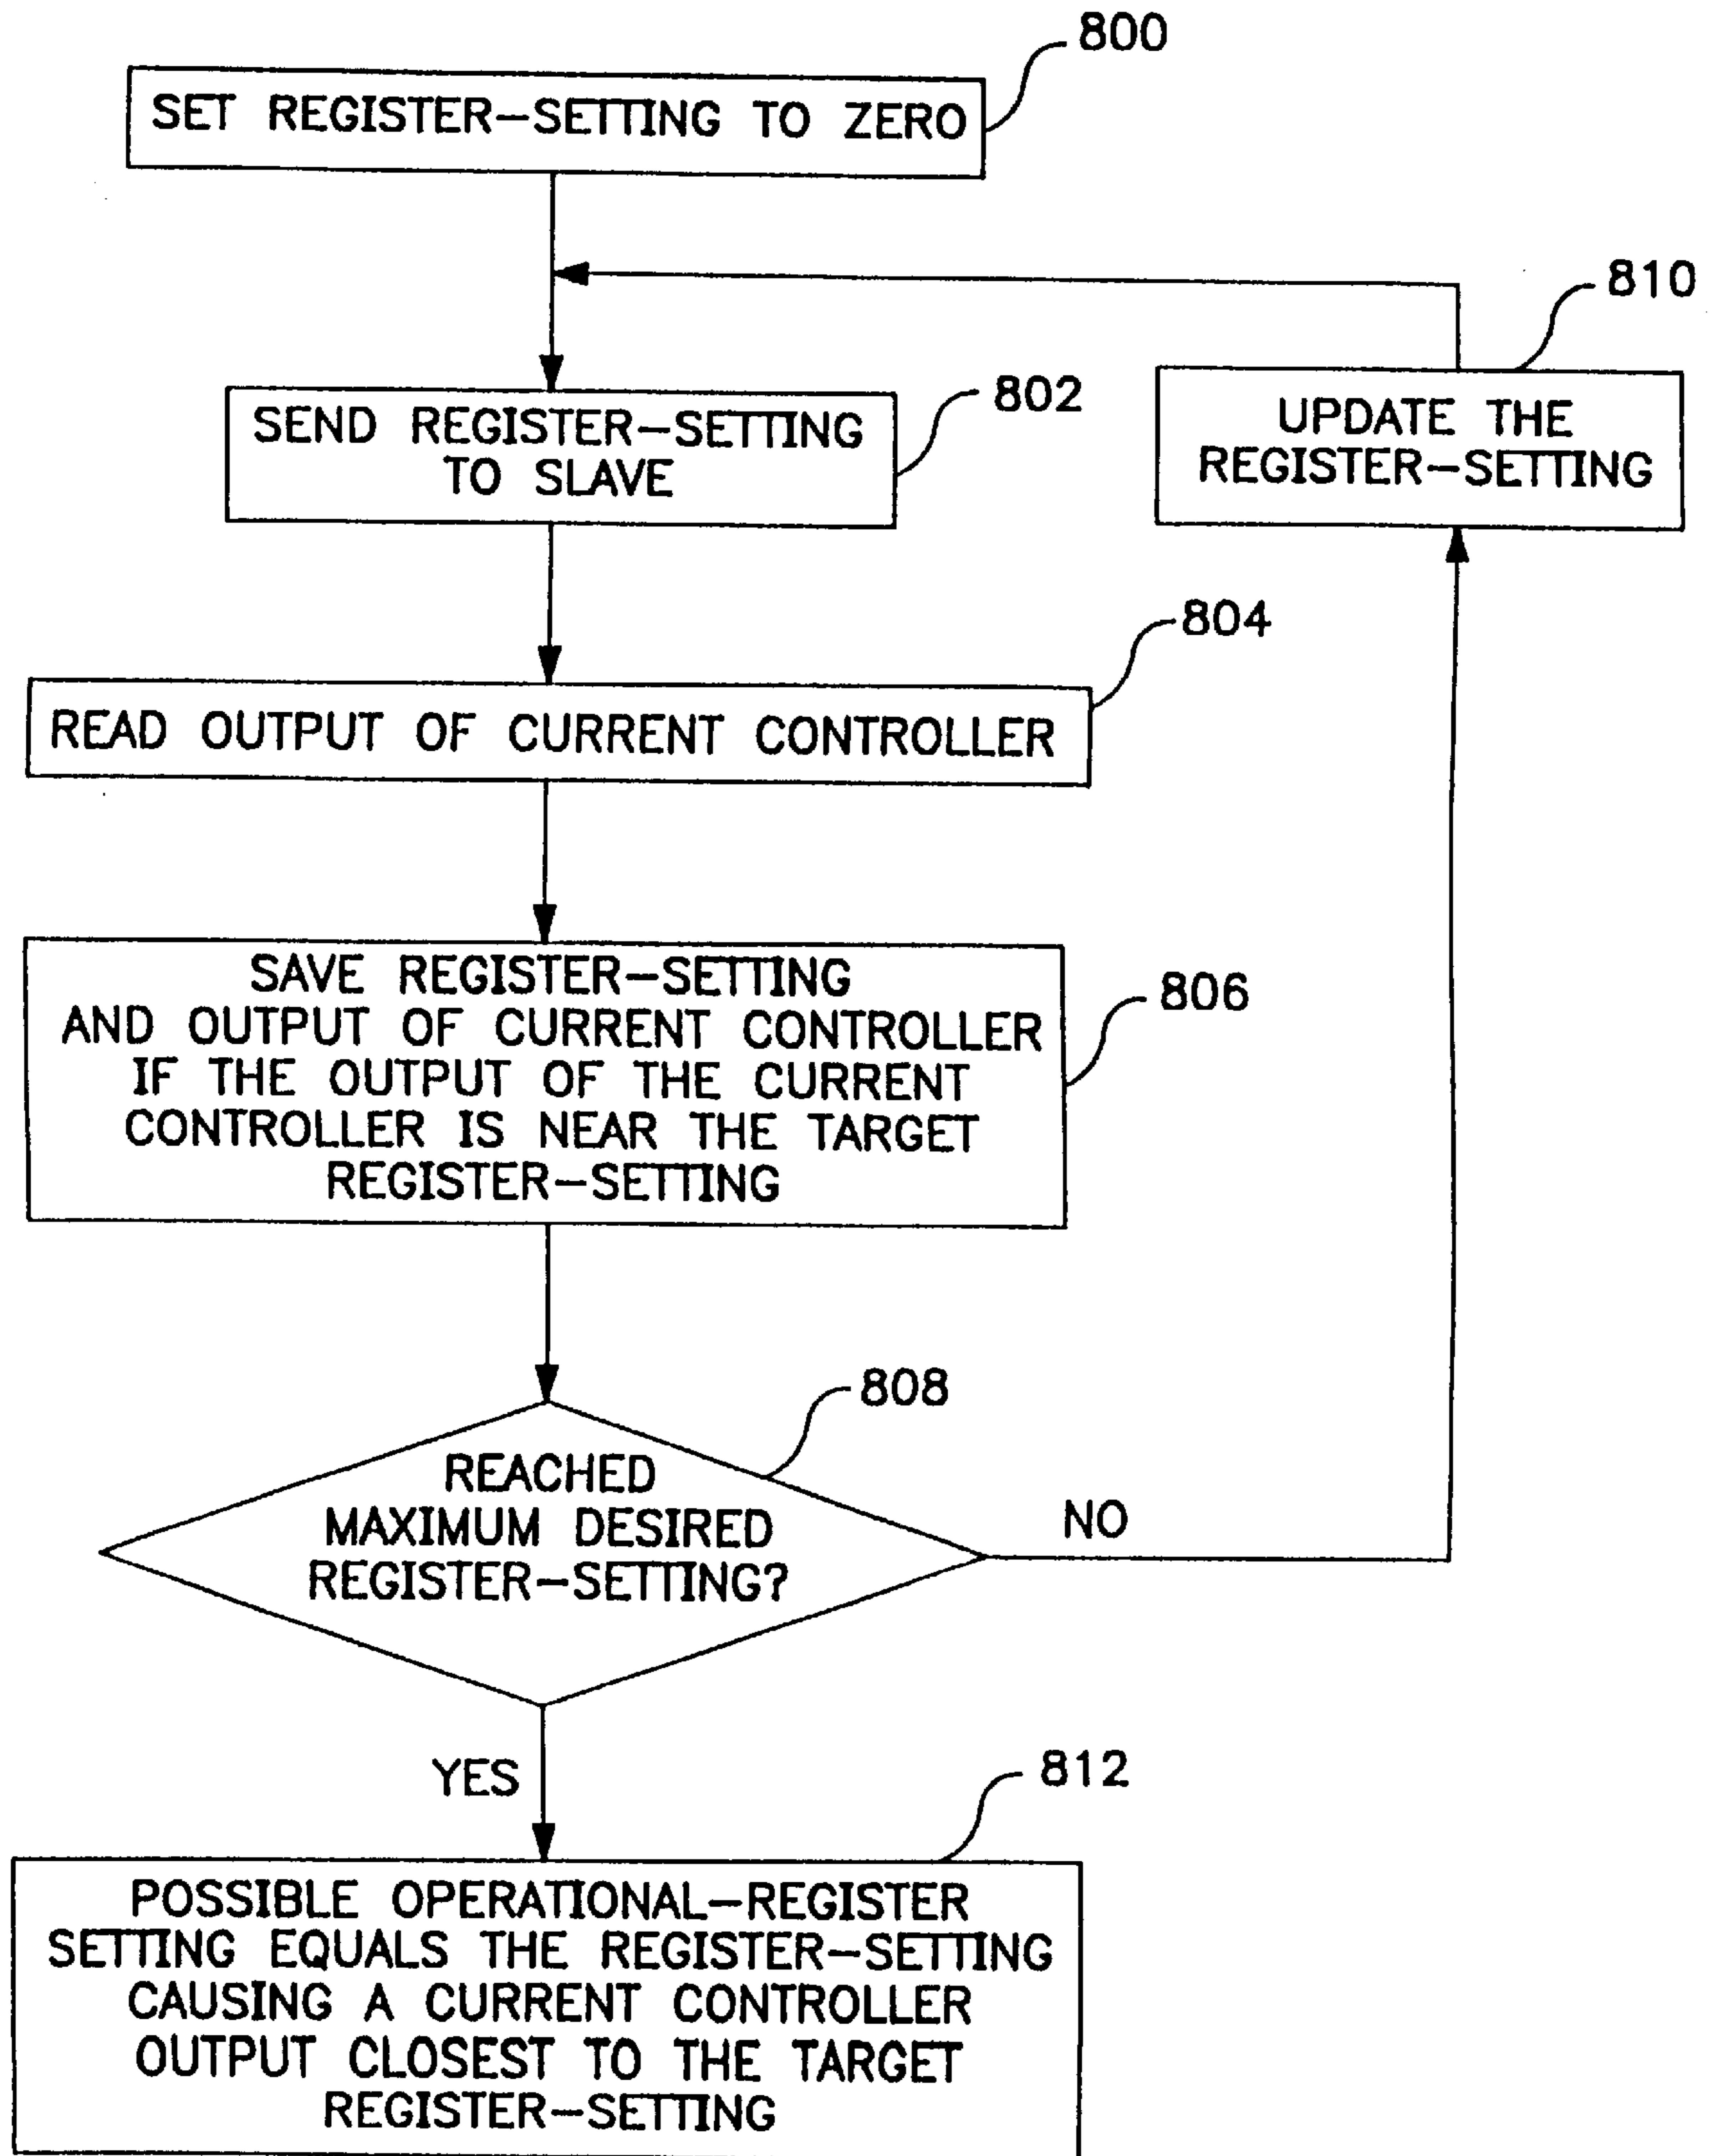 800
SET REGISTER-SETTING TO ZERO
810
802
SEND REGISTER-SETTING
TO SLAVE
UPDATE THE
REGISTER-SETTING
804
READ OUTPUT OF CURRENT CONTROLLER
806
SAVE REGISTER-SETTING
AND OUTPUT OF CURRENT CONTROLLER
IF THE OUTPUT OF THE CURRENT
CONTROLLER IS NEAR THE TARGET
REGISTER-SETTING
808
REACHED
MAXIMUM DESIRED
REGISTER-SETTING?
NO
YES
812
POSSIBLE OPERATIONAL-REGISTER
SETTING EQUALS THE REGISTER-SETTING
CAUSING A CURRENT CONTROLLER
OUTPUT CLOSEST TO THE TARGET
REGISTER-SETTING